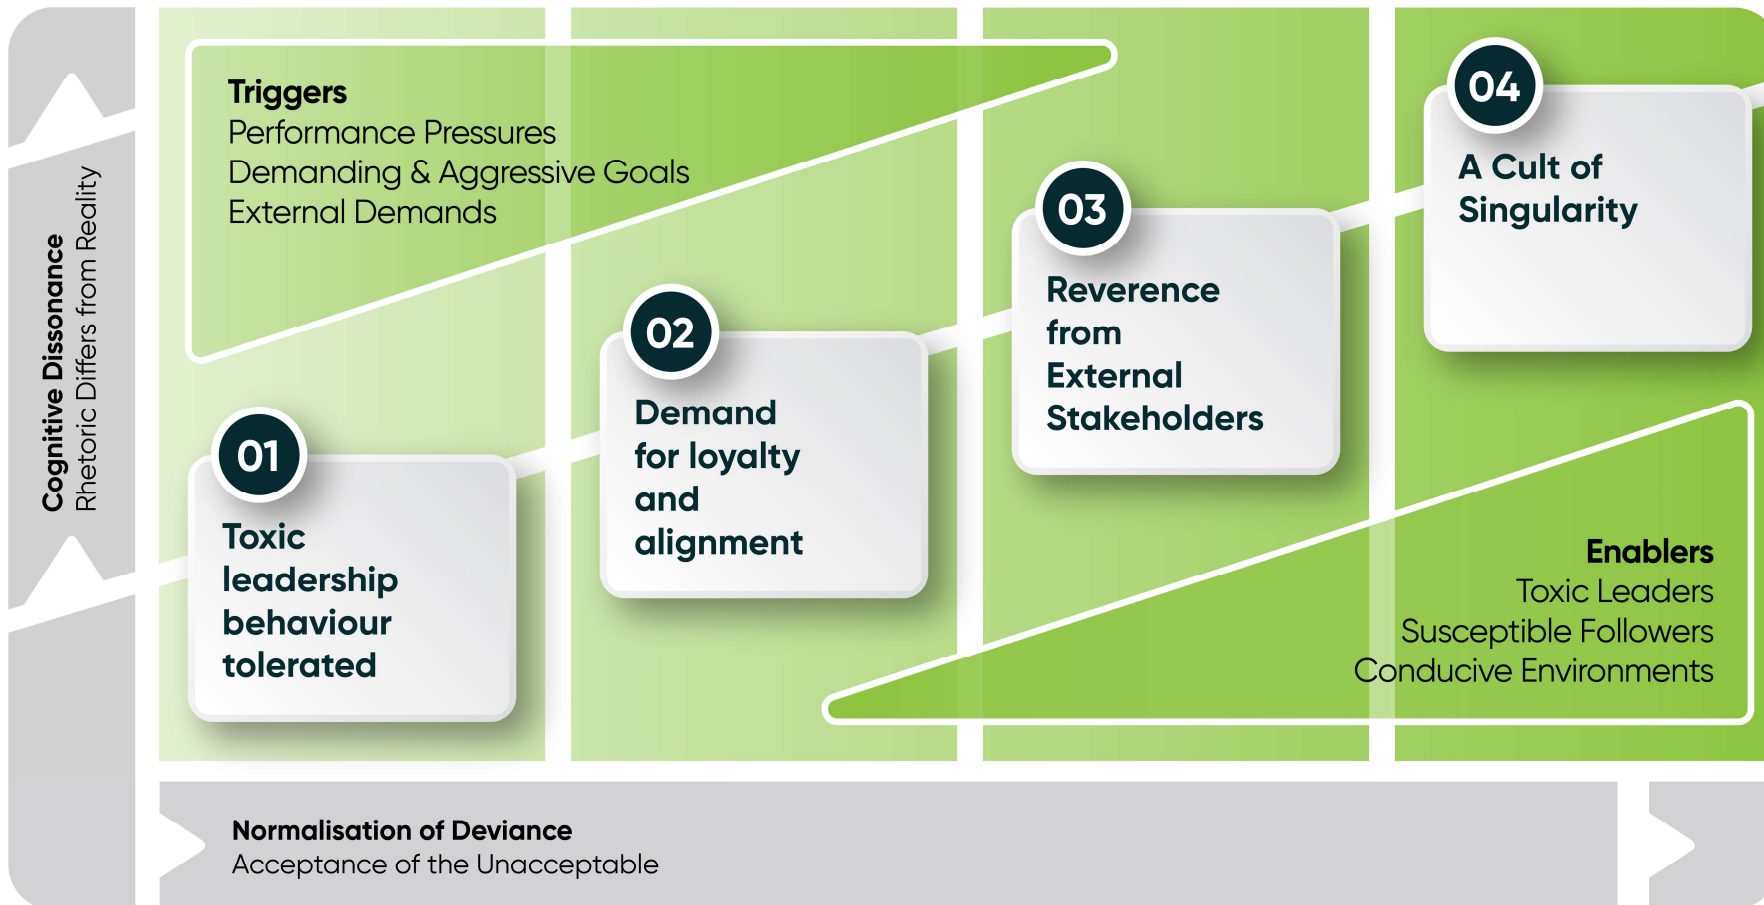 Triggers
Performance Pressures
Demanding & Aggressive Goals
External Demands
Cognitive Dissonance
Rhetoric Differs from Reality
01
Toxic
leadership
behaviour
tolerated
02
Demand
for loyalty
and
alignment
03
Reverence
from
External
Stakeholders
04
A Cult of
Singularity
Enablers
Toxic Leaders
Susceptible Followers
Conducive Environments
Normalisation of Deviance
Acceptance of the Unacceptable